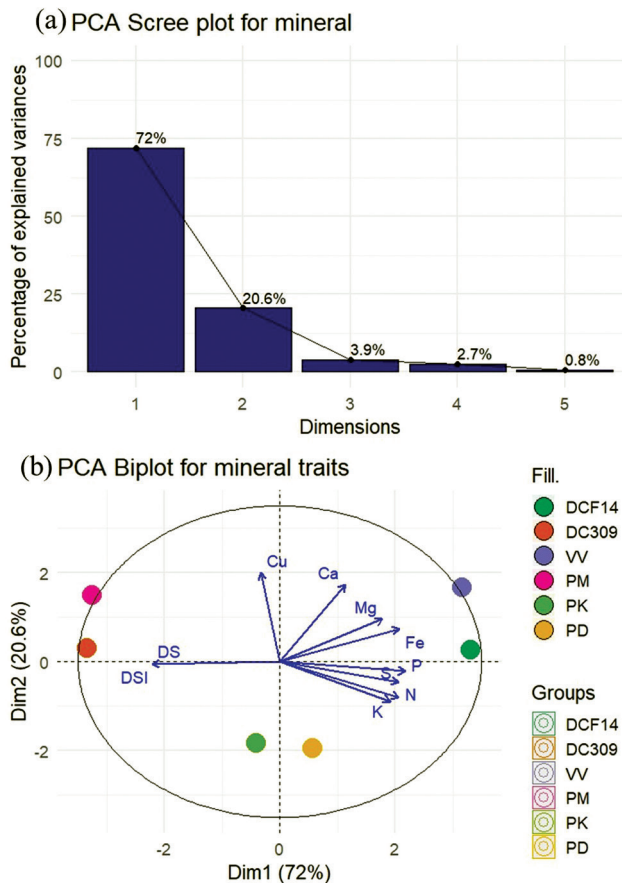 (a) PCA Scree plot for mineral
Percentage of explained variances
100
75
50
25
0
72%
20.6%
3.9%
2.7%
0.8%
1 2 3 4 5
Dimensions
(b) PCA Biplot for mineral traits
Dim2 (20.6%)
2
0
-2
Cu
Ca
Mg
Fe
P
S
N
K
DS
DSI
-2 0 2
Dim1 (72%)
Fill.
DCF14
DC309
VV
PM
PK
PD
Groups
DCF14
DC309
VV
PM
PK
PD